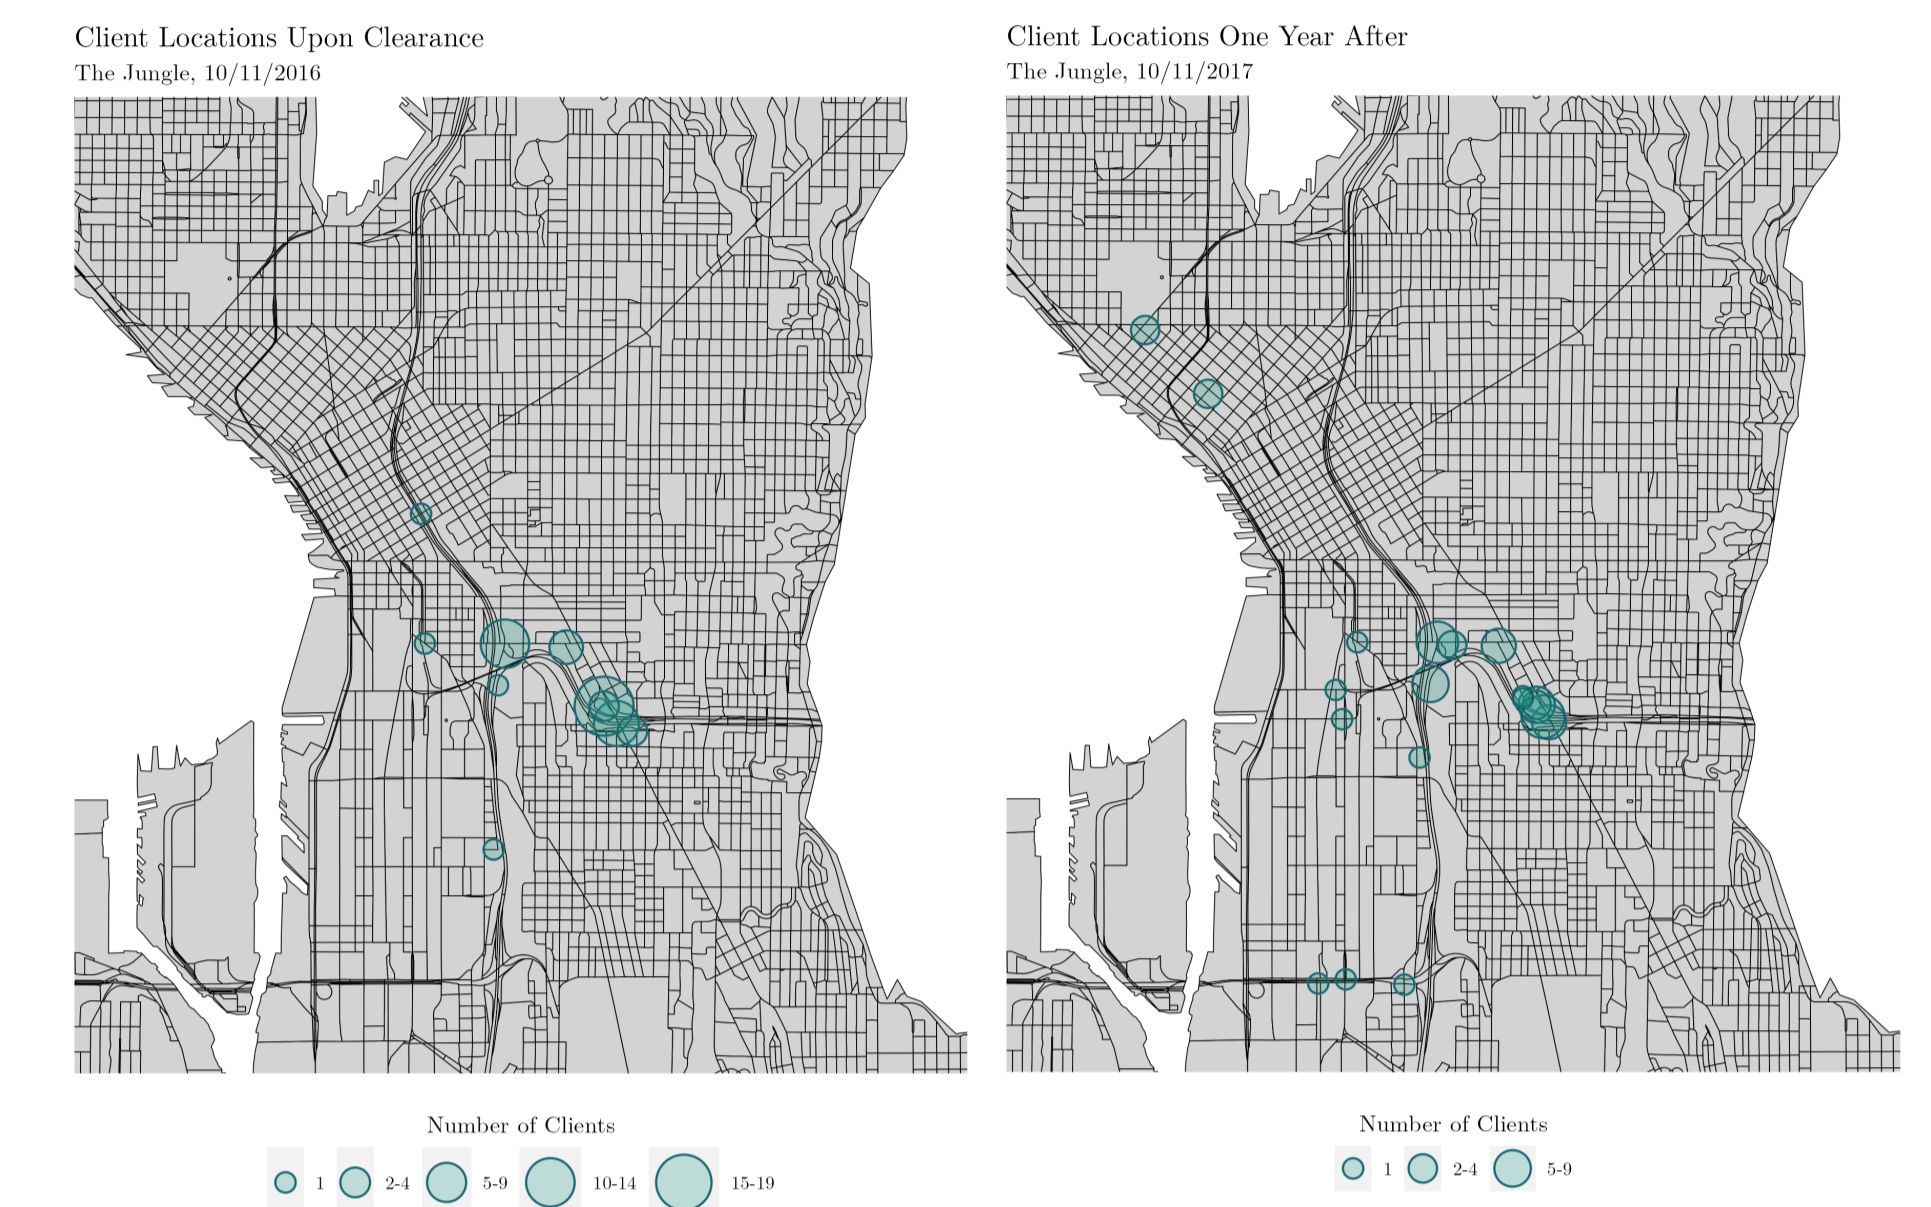 Client Locations Upon Clearance
The Jungle, 10/11/2016
Number of Clients
1 2-4 5-9 10-14 15-19
Client Locations One Year After
The Jungle, 10/11/2017
Number of Clients
1 2-4 5-9